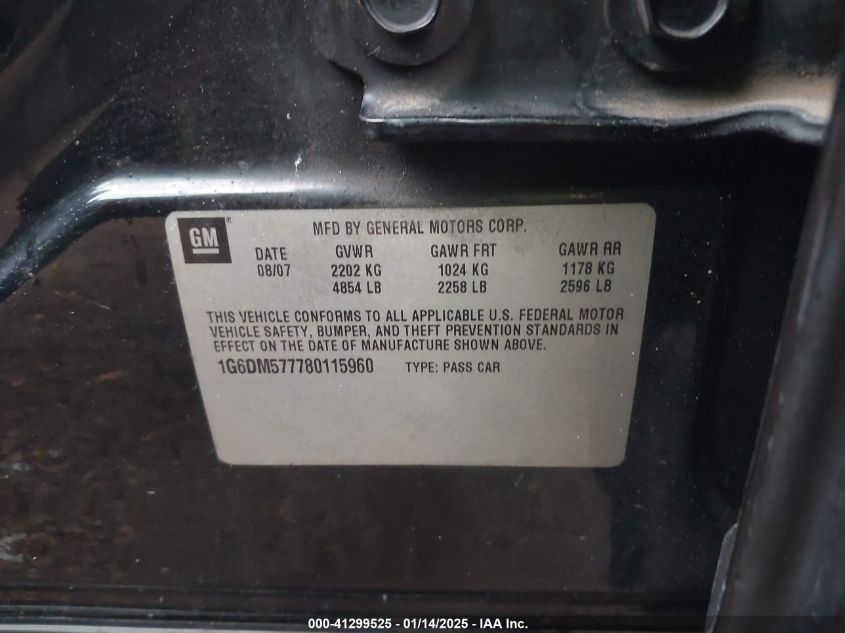 GM®
MFD BY GENERAL MOTORS CORP.
DATE GVWR GAWR FRT GAWR RR
08/07 2202 KG 1024 KG 1178 KG
4854 LB 2258 LB 2596 LB
THIS VEHICLE CONFORMS TO ALL APPLICABLE U.S. FEDERAL MOTOR
VEHICLE SAFETY, BUMPER, AND THEFT PREVENTION STANDARDS IN
EFFECT ON THE DATE OF MANUFACTURE SHOWN ABOVE.
1G6DM577780115960 TYPE: PASS CAR
000-41299525 - 01/14/2025 - IAA Inc.